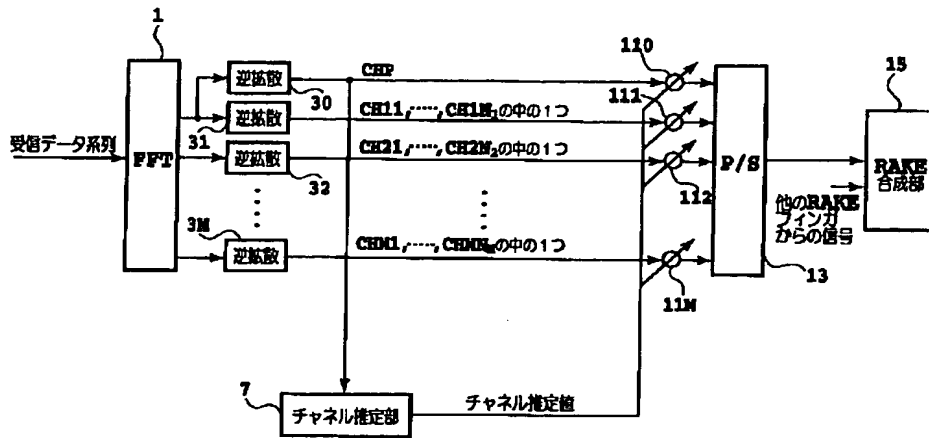 1
逆拡散
30
CHP
110
111
15
31
逆拡散
CH11,‥‥‥,CH1N₁の中の1つ
受信データ系列
FFT
逆拡散
32
CH21,‥‥‥,CH2N₂の中の1つ
112
P/S
RAKE
合成部
他のRAKE
フィンガ
からの信号
3M
逆拡散
CHM1,‥‥‥,CHMNMの中の1つ
11M
13
7
チャネル推定部
チャネル推定値